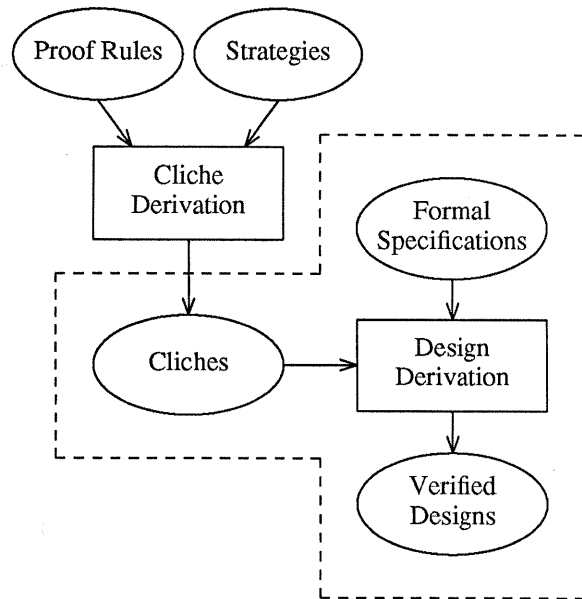 Proof Rules
Strategies
Cliche
Derivation
Formal
Specifications
Cliches
Design
Derivation
Verified
Designs